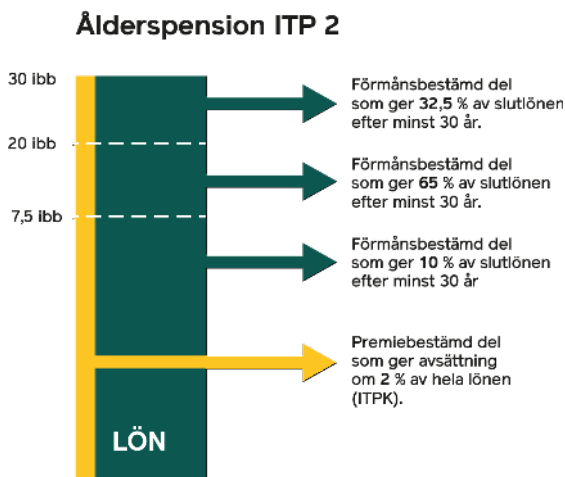 Ålderspension ITP 2
30 ibb
Förmånsbestämd del
som ger 32,5 % av slutlönen
efter minst 30 år.
20 ibb
Förmånsbestämd del
som ger 65 % av slutlönen
efter minst 30 år.
7,5 ibb
Förmånsbestämd del
som ger 10 % av slutlönen
efter minst 30 år
Premiebestämd del
som ger avsättning
om 2 % av hela lönen
(ITPK).
LÖN